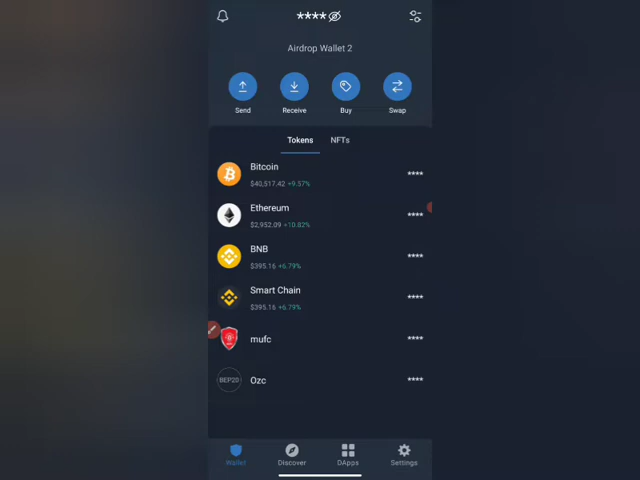 ****
Airdrop Wallet 2
Send Receive Buy Swap
Tokens NFTs
Bitcoin
$40,517.42 +9.37%
****
Ethereum
$2,952.09 +10.82%
****
BNB
$395.16 +6.79%
****
Smart Chain
$395.16 +6.79%
****
mufc
****
BEP20
Ozc
****
Wallet Discover DApps Settings